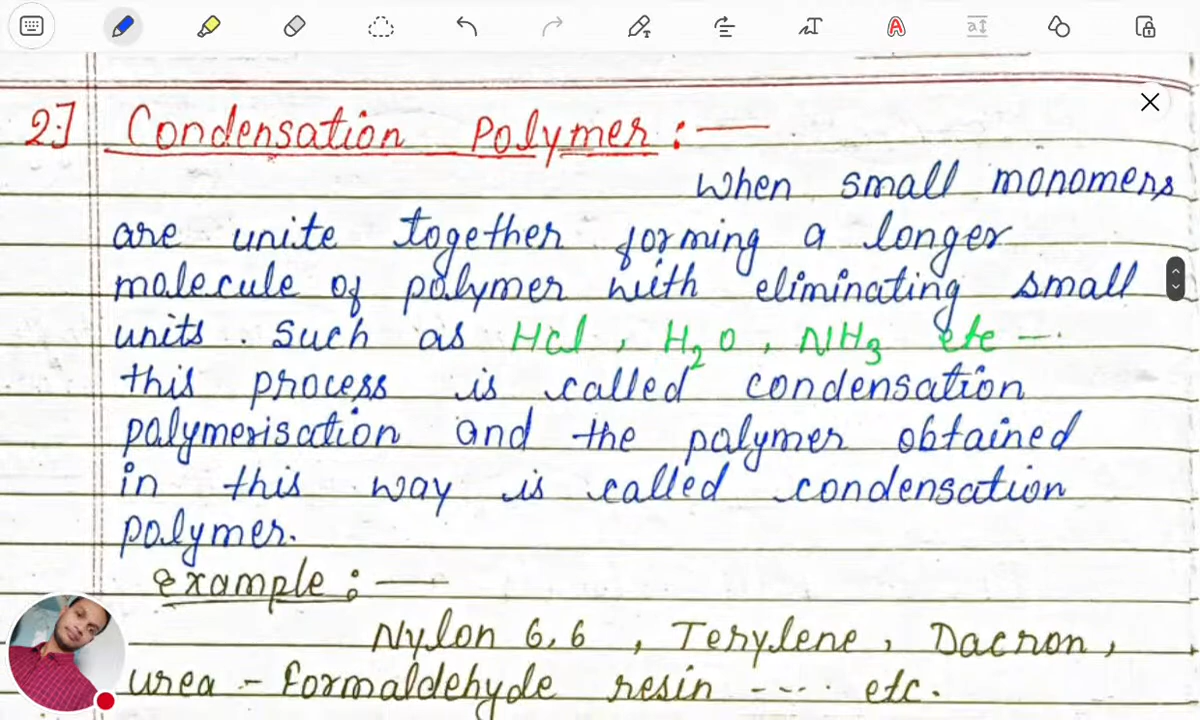 2.] Condensation Polymer :—
When small monomers
are unite together forming a longer
molecule of polymer with eliminating small
units. Such as Hcl, H₂O, NH₃ etc —
this process is called condensation
polymerisation and the polymer obtained
in this way is called condensation
polymer.
example :—
Nylon 6,6 , Terylene, Dacron,
urea - formaldehyde resin ---- etc.